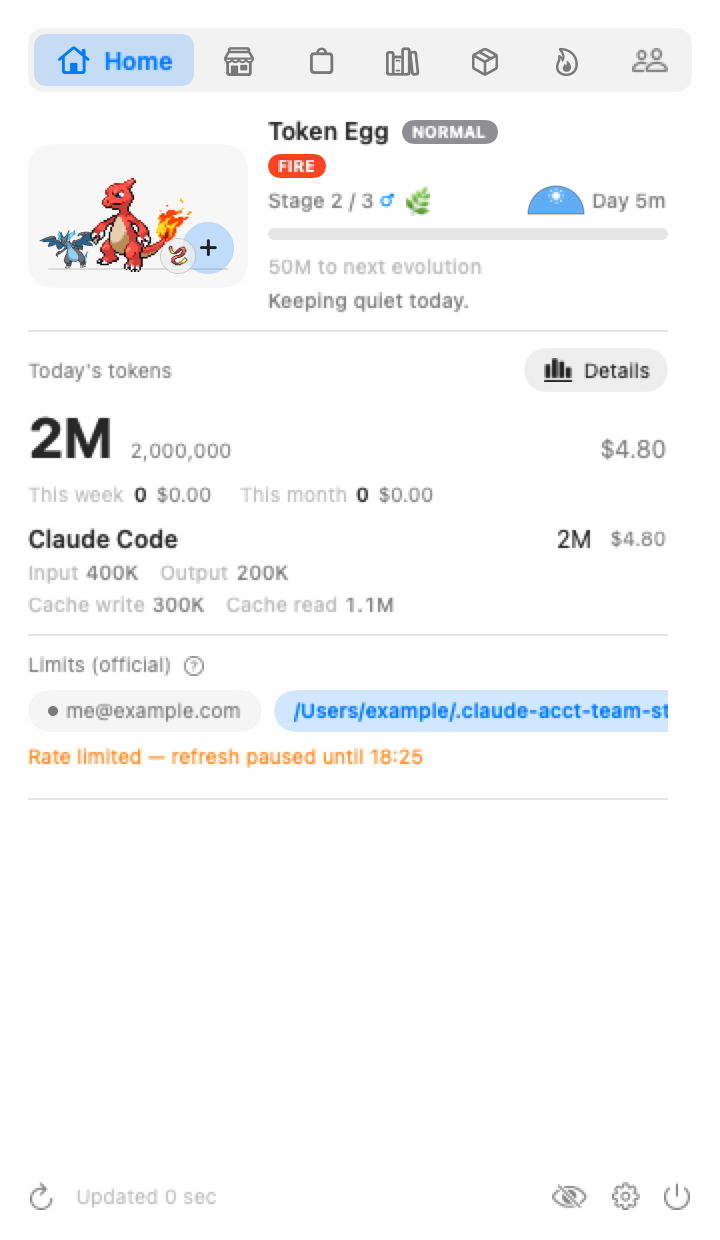 Home
Token Egg NORMAL
FIRE
Stage 2 / 3 ♂ Day 5m
50M to next evolution
Keeping quiet today.
Today's tokens Details
2M 2,000,000 $4.80
This week 0 $0.00 This month 0 $0.00
Claude Code 2M $4.80
Input 400K Output 200K
Cache write 300K Cache read 1.1M
Limits (official) ?
me@example.com /Users/example/.claude-acct-team-st
Rate limited — refresh paused until 18:25
Updated 0 sec